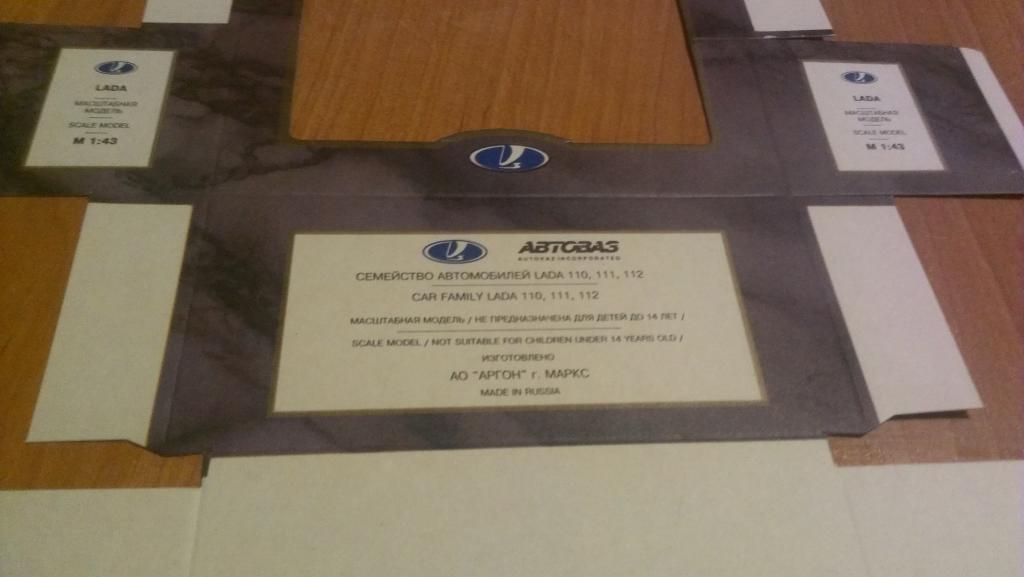 LADA
МАСШТАБНАЯ
МОДЕЛЬ
SCALE MODEL
М 1:43
LADA
МАСШТАБНАЯ
МОДЕЛЬ
SCALE MODEL
М 1:43
АВТОВАЗ
AUTOVAZ INCORPORATED
СЕМЕЙСТВО АВТОМОБИЛЕЙ LADA 110, 111, 112
CAR FAMILY LADA 110, 111, 112
МАСШТАБНАЯ МОДЕЛЬ / НЕ ПРЕДНАЗНАЧЕНА ДЛЯ ДЕТЕЙ ДО 14 ЛЕТ /
SCALE MODEL / NOT SUITABLE FOR CHILDREN UNDER 14 YEARS OLD /
ИЗГОТОВЛЕНО
АО "АРГОН" г. МАРКС
MADE IN RUSSIA